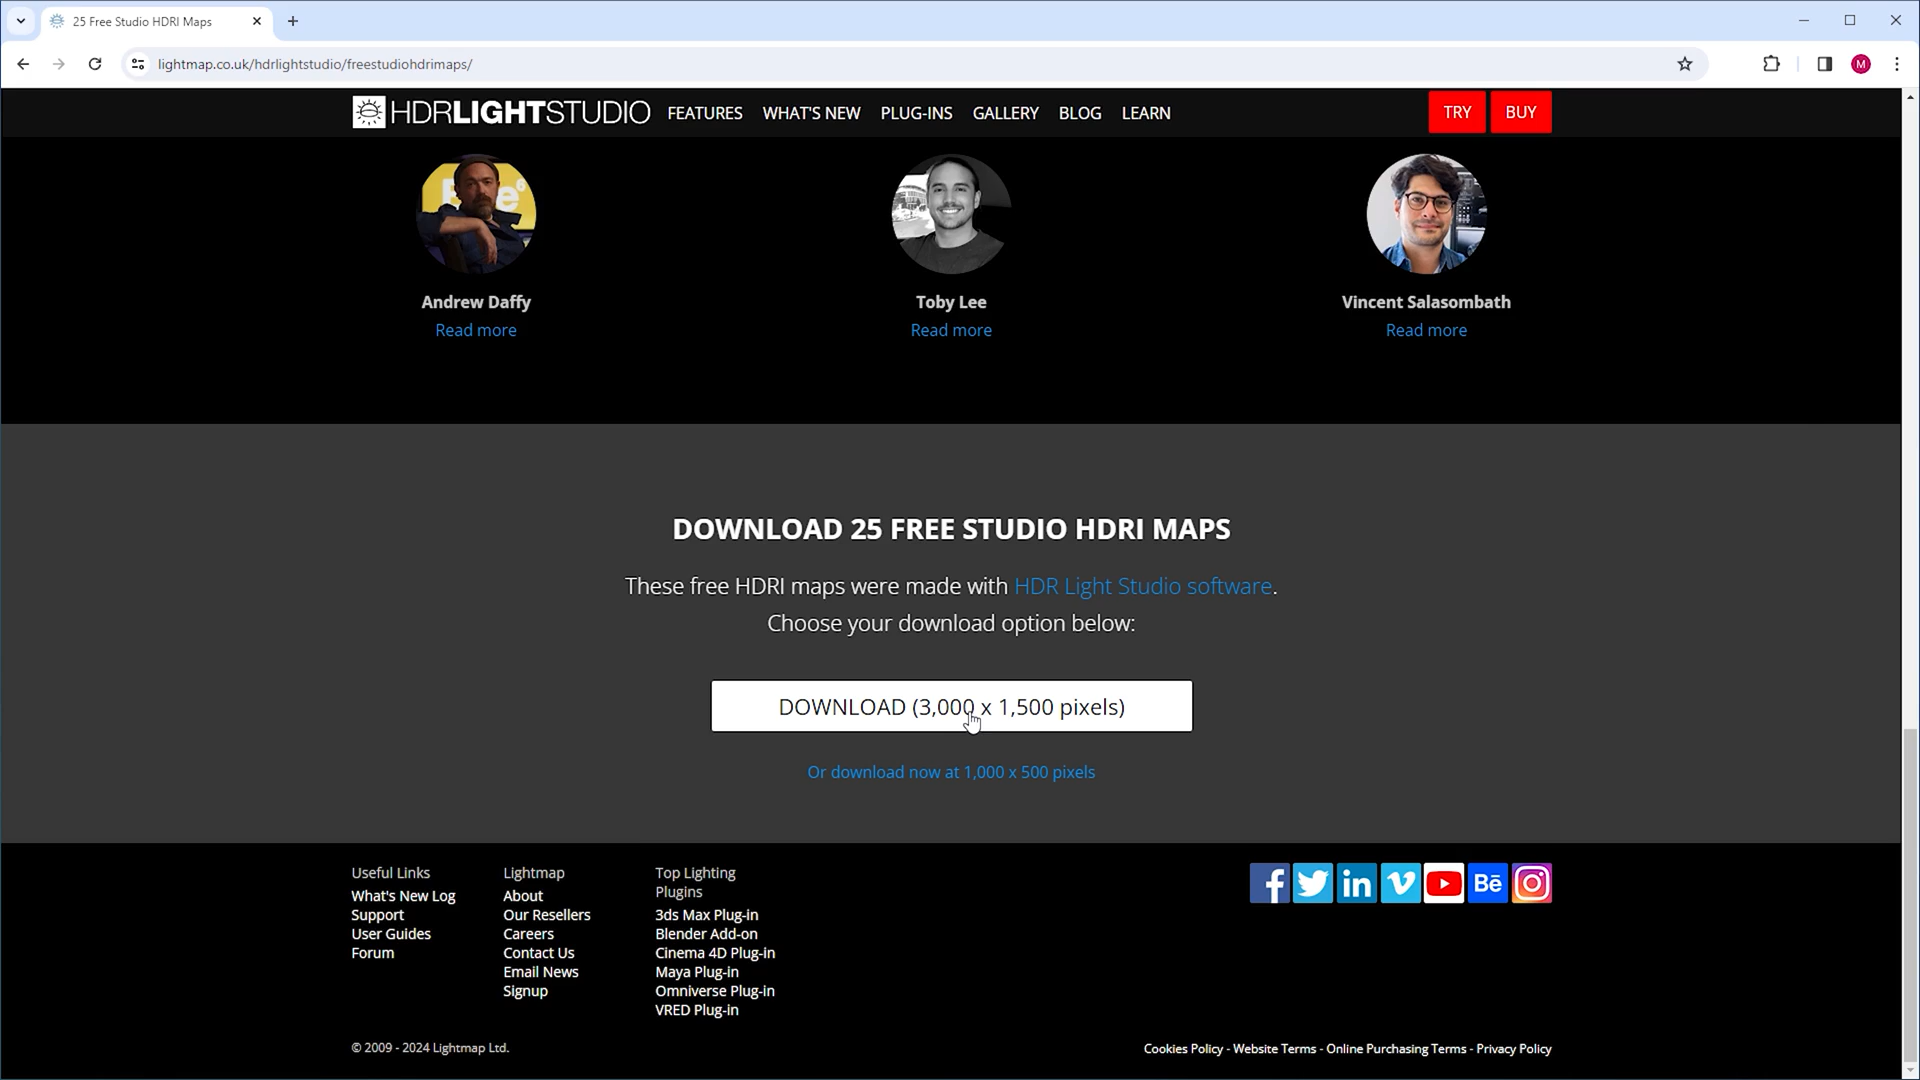 25 Free Studio HDRI Maps
lightmap.co.uk/hdrlightstudio/freestudiohdrimaps/
M
HDRLIGHTSTUDIO FEATURES WHAT'S NEW PLUG-INS GALLERY BLOG LEARN TRY BUY
Andrew Daffy
Read more
Toby Lee
Read more
Vincent Salasombath
Read more
DOWNLOAD 25 FREE STUDIO HDRI MAPS
These free HDRI maps were made with HDR Light Studio software.
Choose your download option below:
DOWNLOAD (3,000 x 1,500 pixels)
Or download now at 1,000 x 500 pixels
Useful Links
What's New Log
Support
User Guides
Forum
Lightmap
About
Our Resellers
Careers
Contact Us
Email News
Signup
Top Lighting
Plugins
3ds Max Plug-in
Blender Add-on
Cinema 4D Plug-in
Maya Plug-in
Omniverse Plug-in
VRED Plug-in
Bē
© 2009 - 2024 Lightmap Ltd.
Cookies Policy - Website Terms - Online Purchasing Terms - Privacy Policy